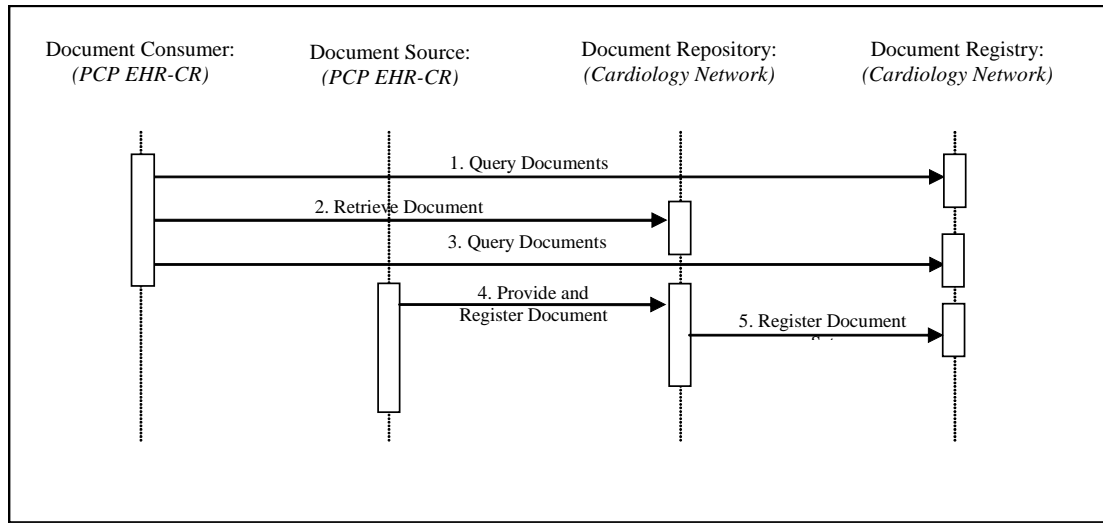 Document Consumer:
(PCP EHR-CR)
Document Source:
(PCP EHR-CR)
Document Repository:
(Cardiology Network)
Document Registry:
(Cardiology Network)
1. Query Documents
2. Retrieve Document
3. Query Documents
4. Provide and
Register Document
5. Register Document